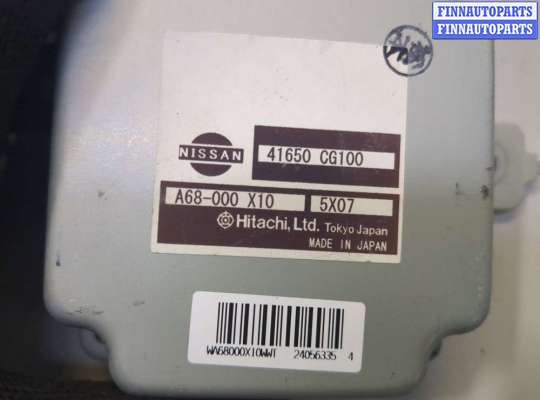 FINNAUTOPARTS
FINNAUTOPARTS
NISSAN
41650 CG100
A68-000 X10
5X07
Hitachi, Ltd. Tokyo Japan
MADE IN JAPAN
WA68000X10WWT 24056335 4